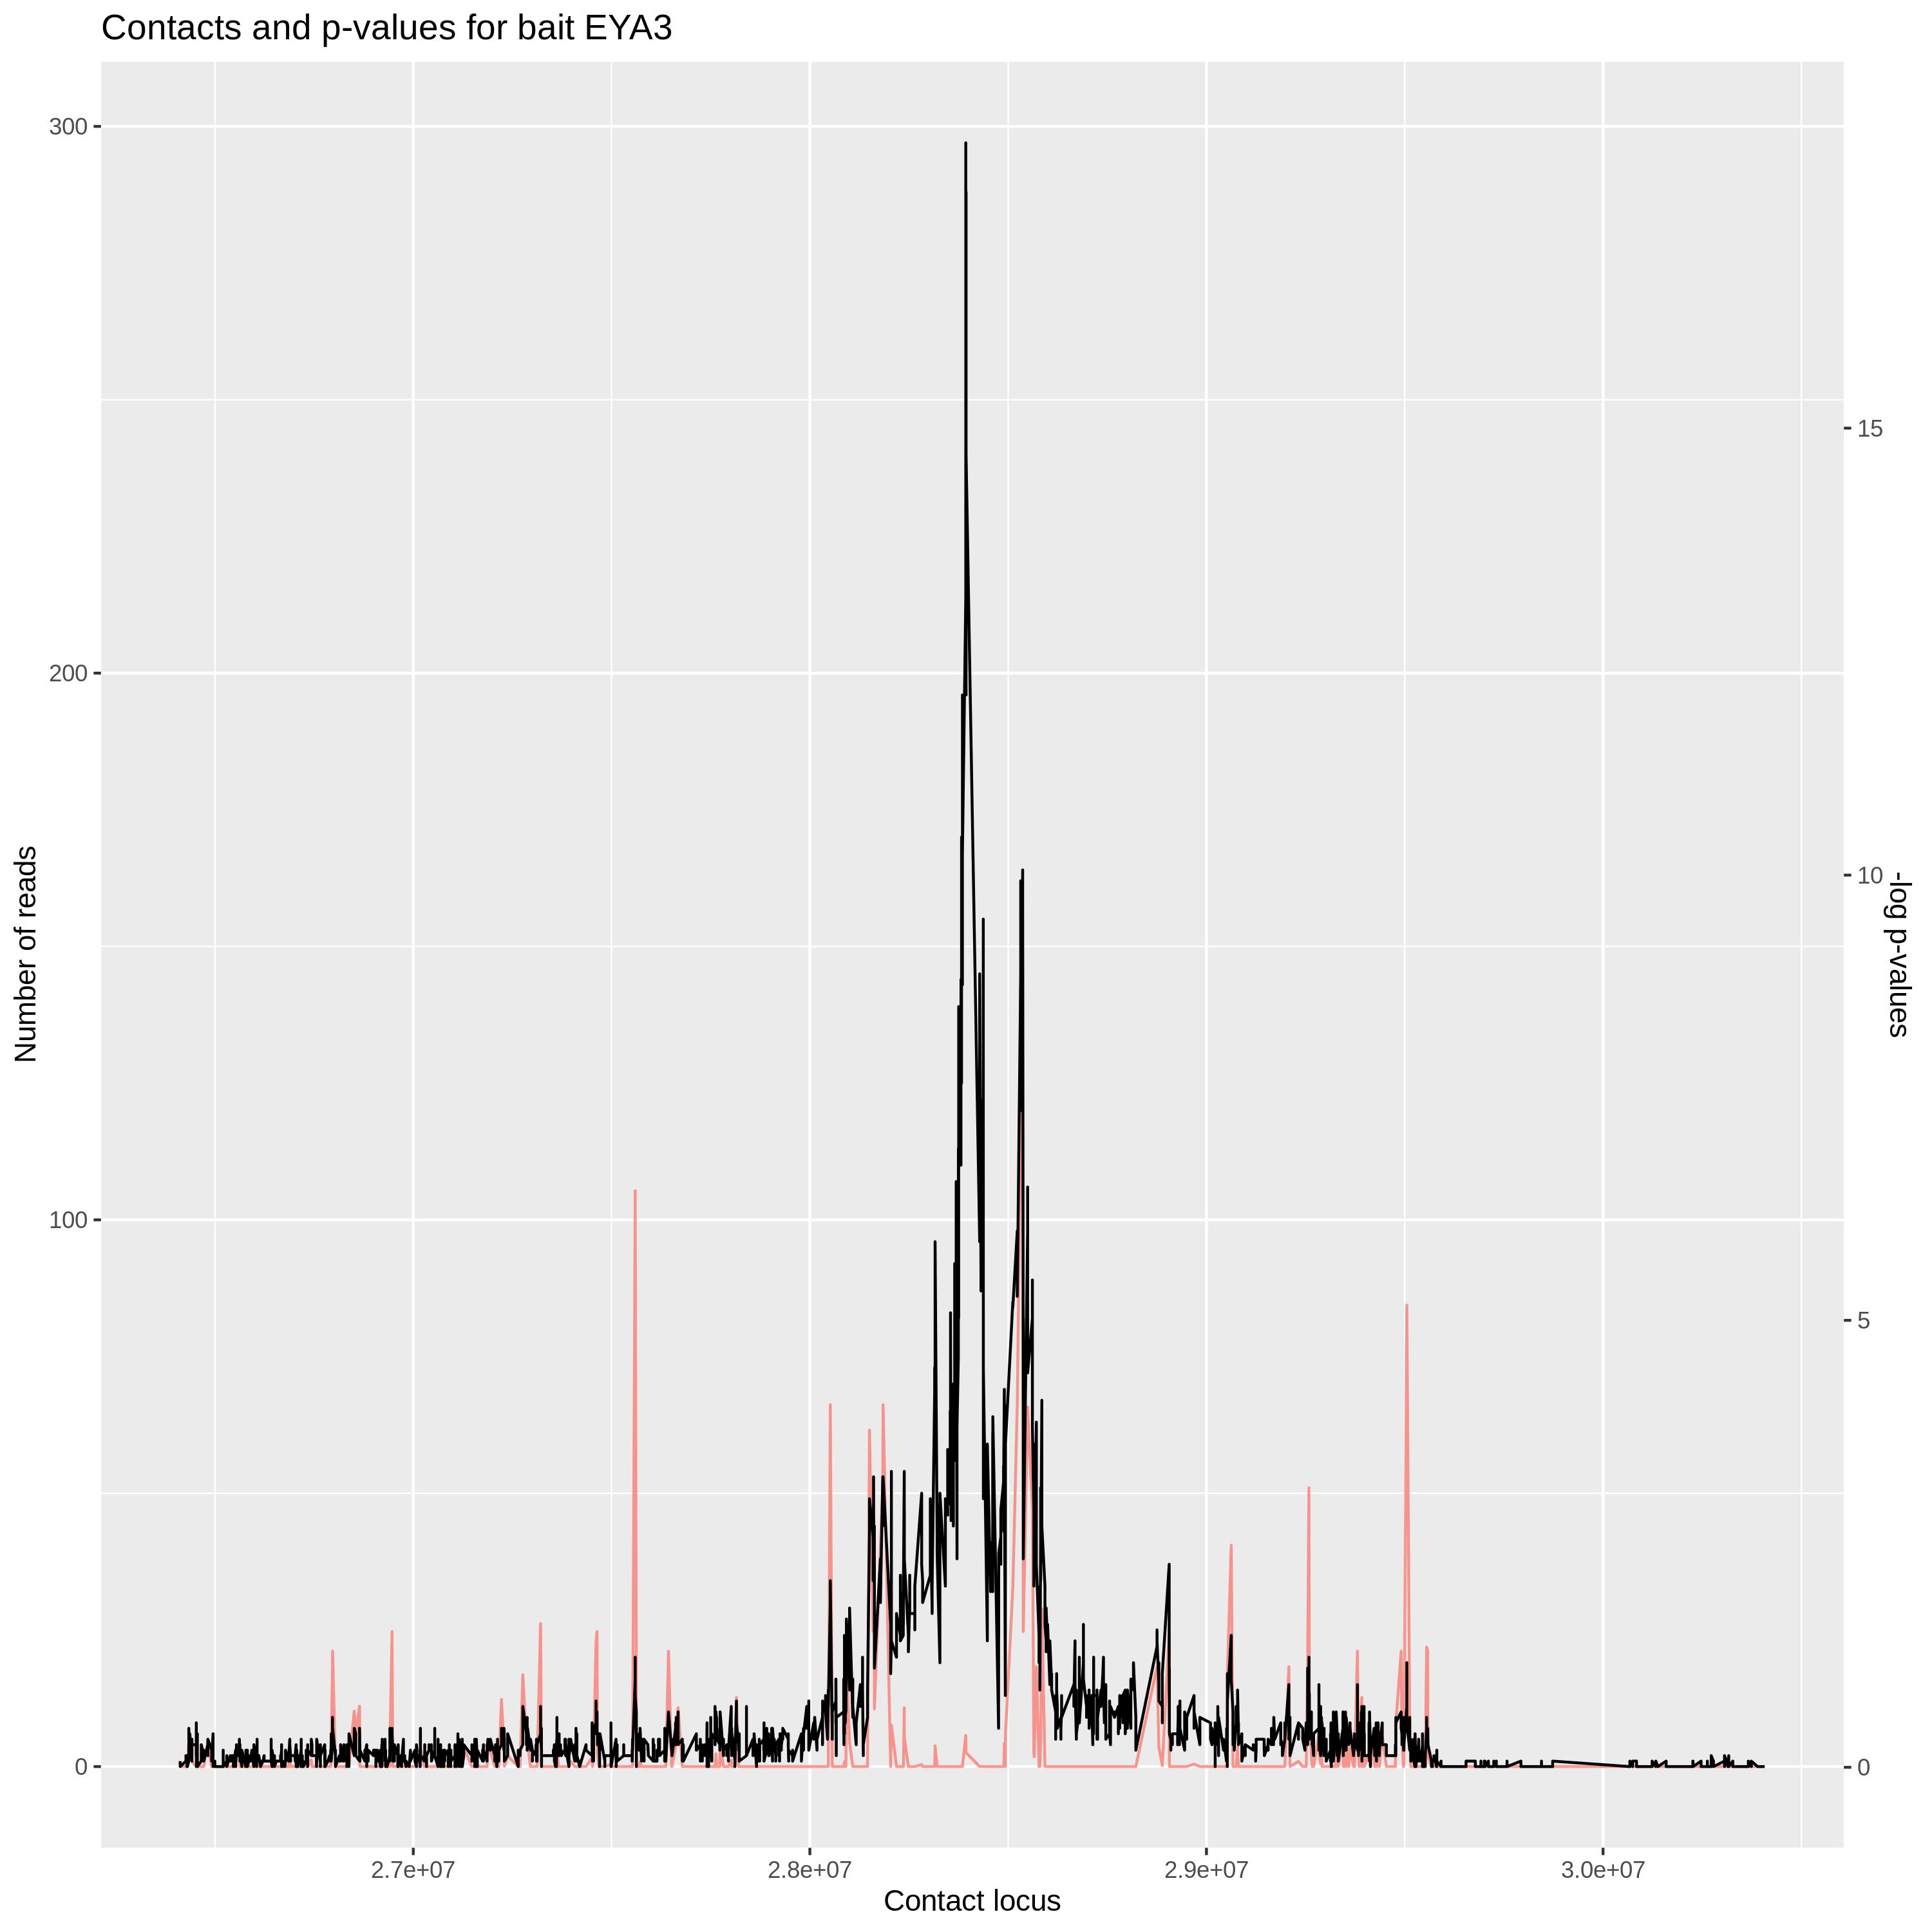 Contacts and p-values for bait EYA3
Number of reads
300
200
100
0
15
10
5
0
-log p-values
2.7e+07
2.8e+07
2.9e+07
3.0e+07
Contact locus